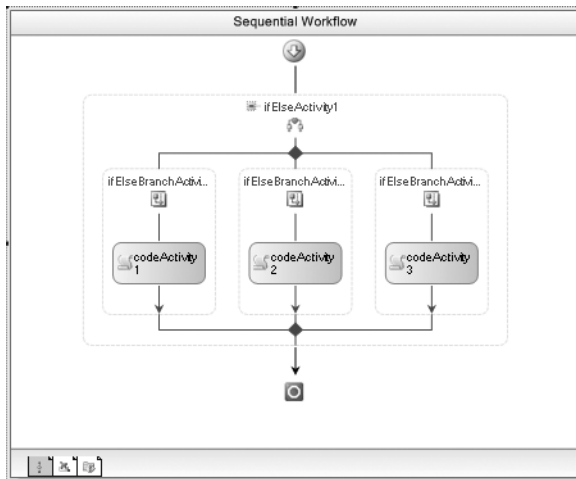 Sequential Workflow
ifElseActivity1
ifElseBranchActivi...
ifElseBranchActivi...
ifElseBranchActivi...
codeActivity
1
codeActivity
2
codeActivity
3